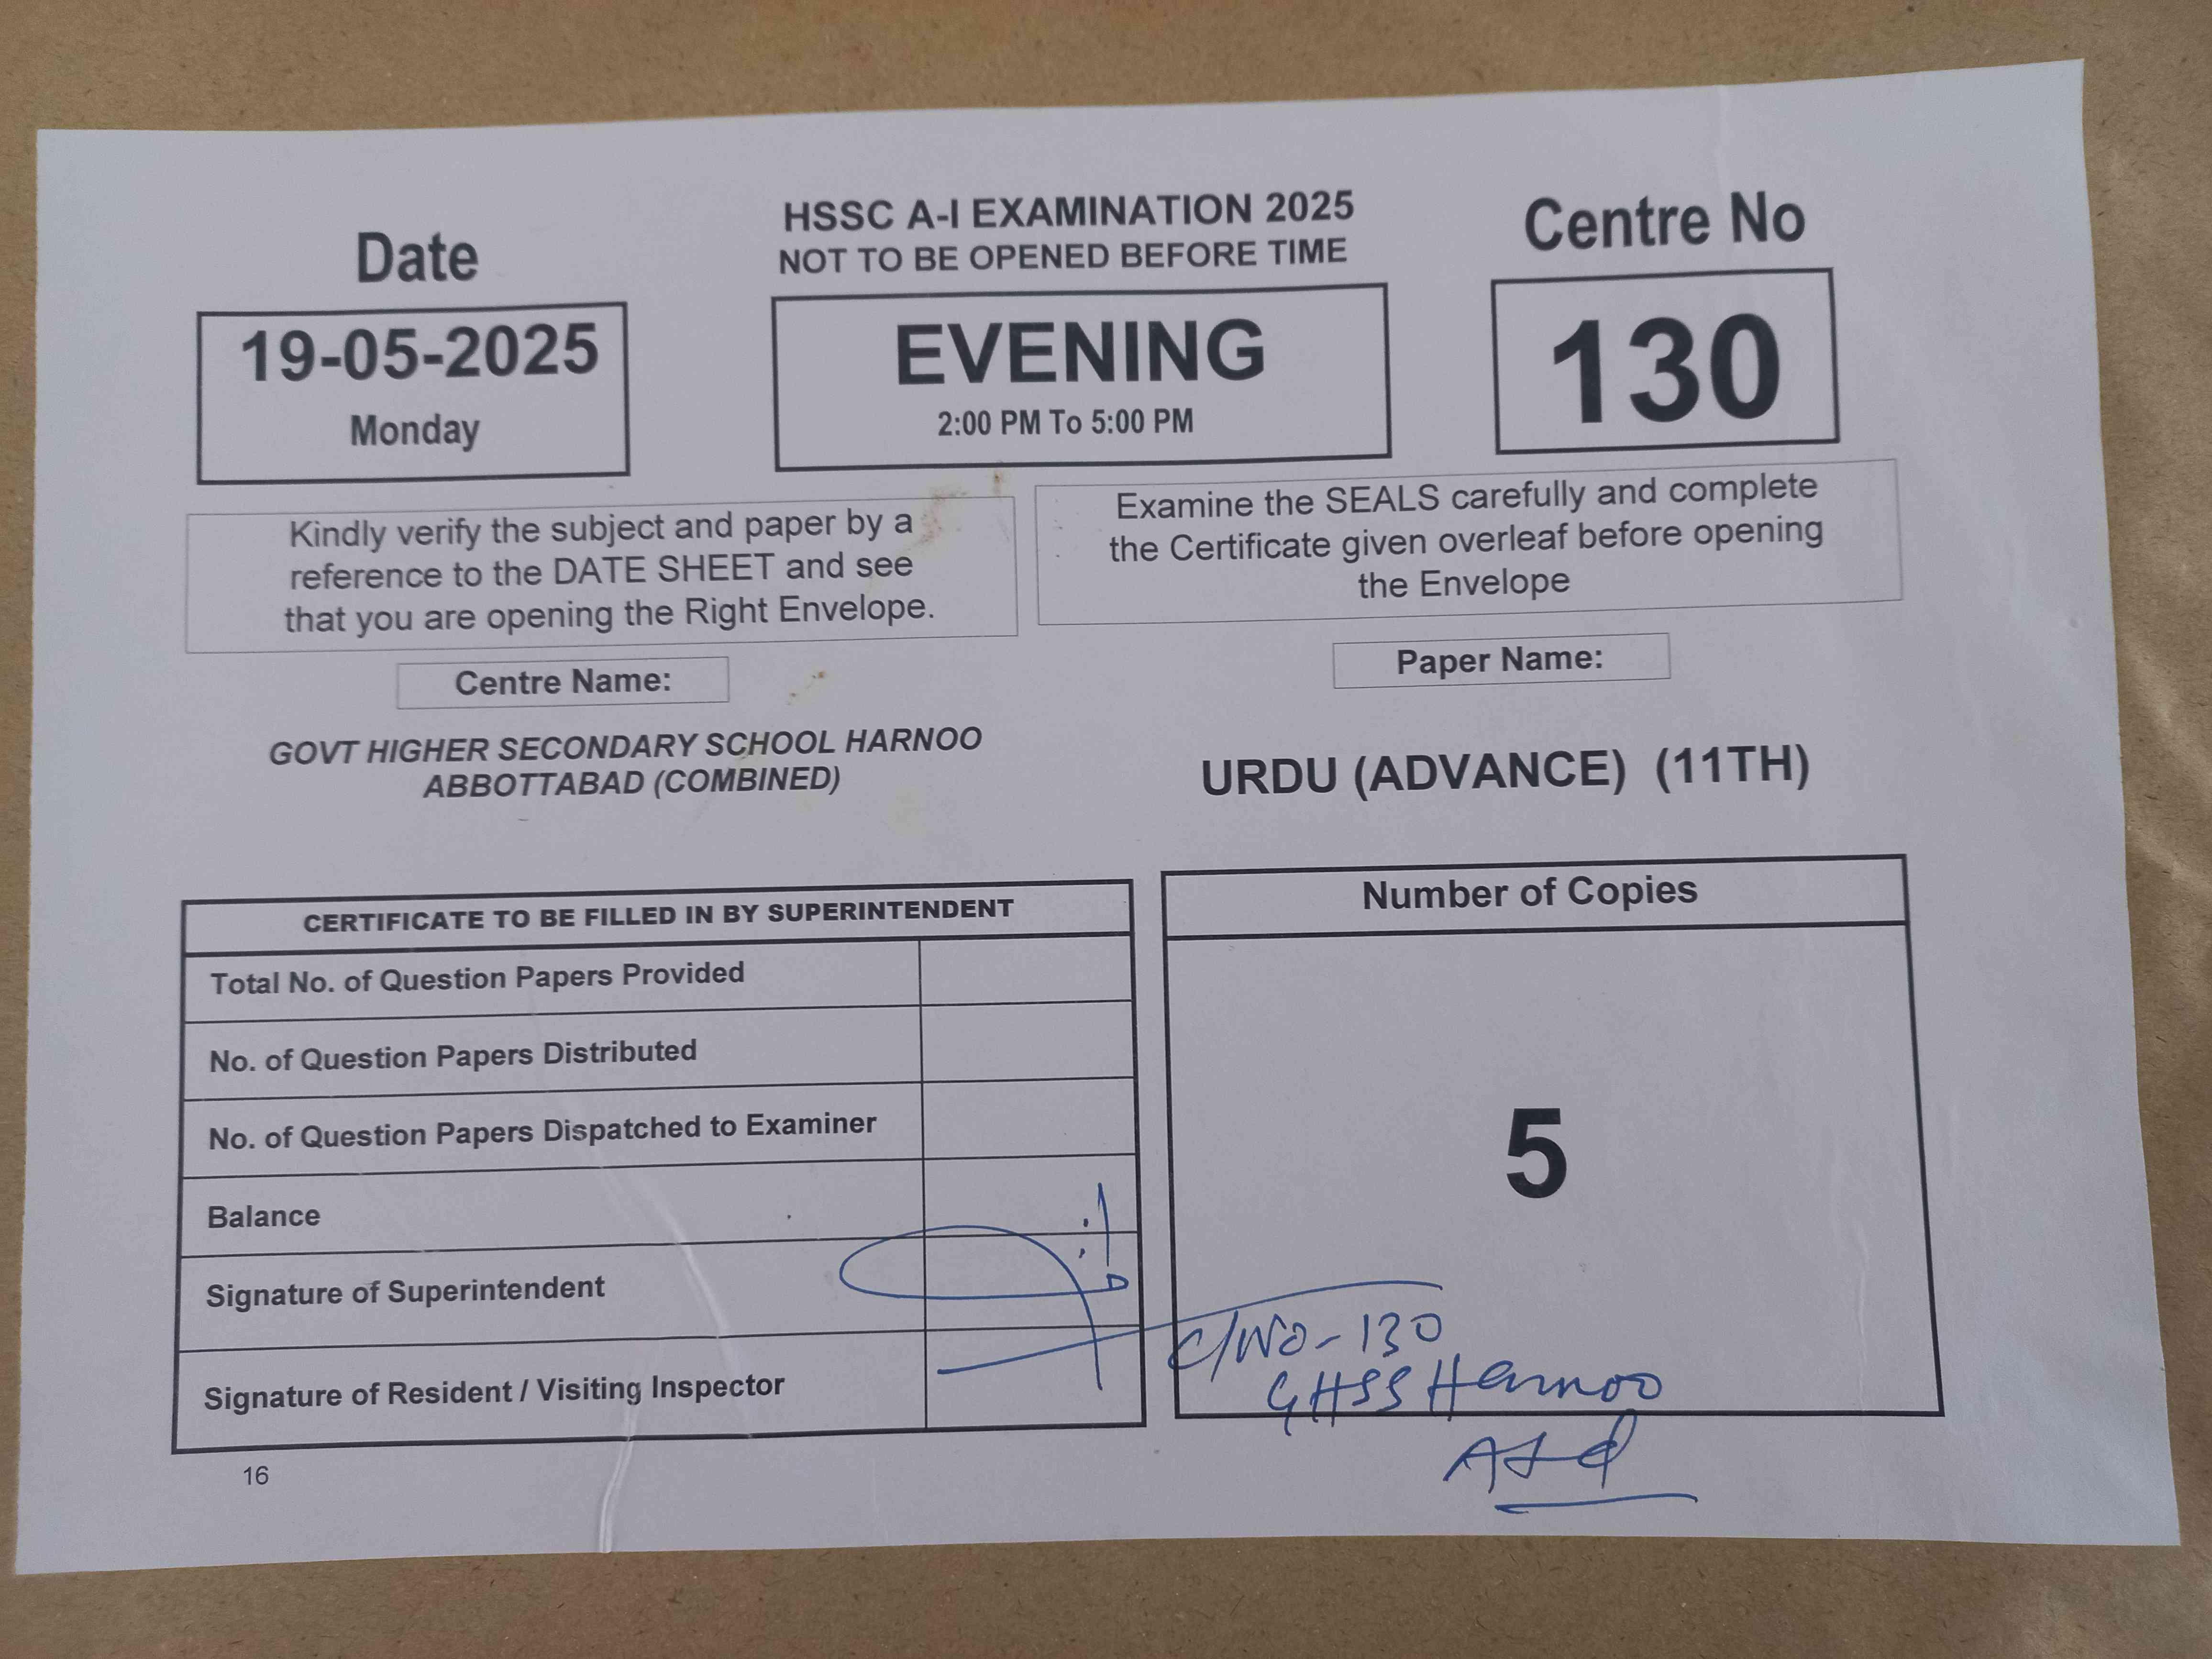 HSSC A-I EXAMINATION 2025
NOT TO BE OPENED BEFORE TIME
Date
19-05-2025
Monday
EVENING
2:00 PM To 5:00 PM
Centre No
130
Kindly verify the subject and paper by a
reference to the DATE SHEET and see
that you are opening the Right Envelope.
Examine the SEALS carefully and complete
the Certificate given overleaf before opening
the Envelope
Centre Name:
GOVT HIGHER SECONDARY SCHOOL HARNOO
ABBOTTABAD (COMBINED)
Paper Name:
URDU (ADVANCE) (11TH)
CERTIFICATE TO BE FILLED IN BY SUPERINTENDENT
Total No. of Question Papers Provided
No. of Question Papers Distributed
No. of Question Papers Dispatched to Examiner
Balance
Signature of Superintendent
Signature of Resident / Visiting Inspector
Number of Copies
5
C/No-130
GHSS Harnoo
16